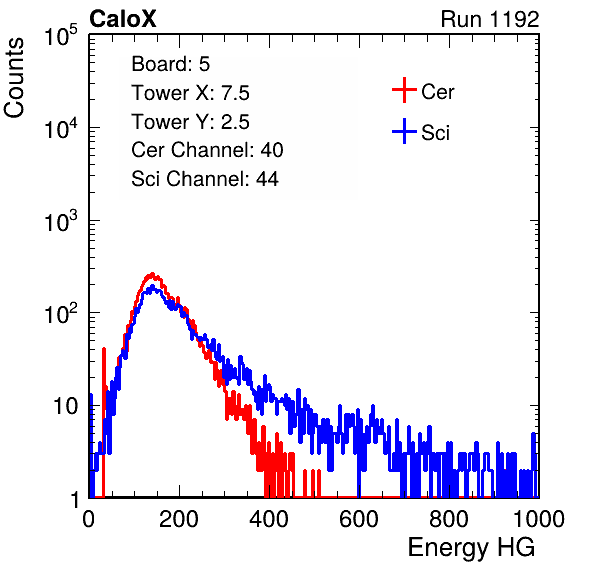 CaloX Run 1192
Counts
10^5
10^4
10^3
10^2
10
1
Board: 5
Tower X: 7.5
Tower Y: 2.5
Cer Channel: 40
Sci Channel: 44
Cer
Sci
0 200 400 600 800 1000
Energy HG